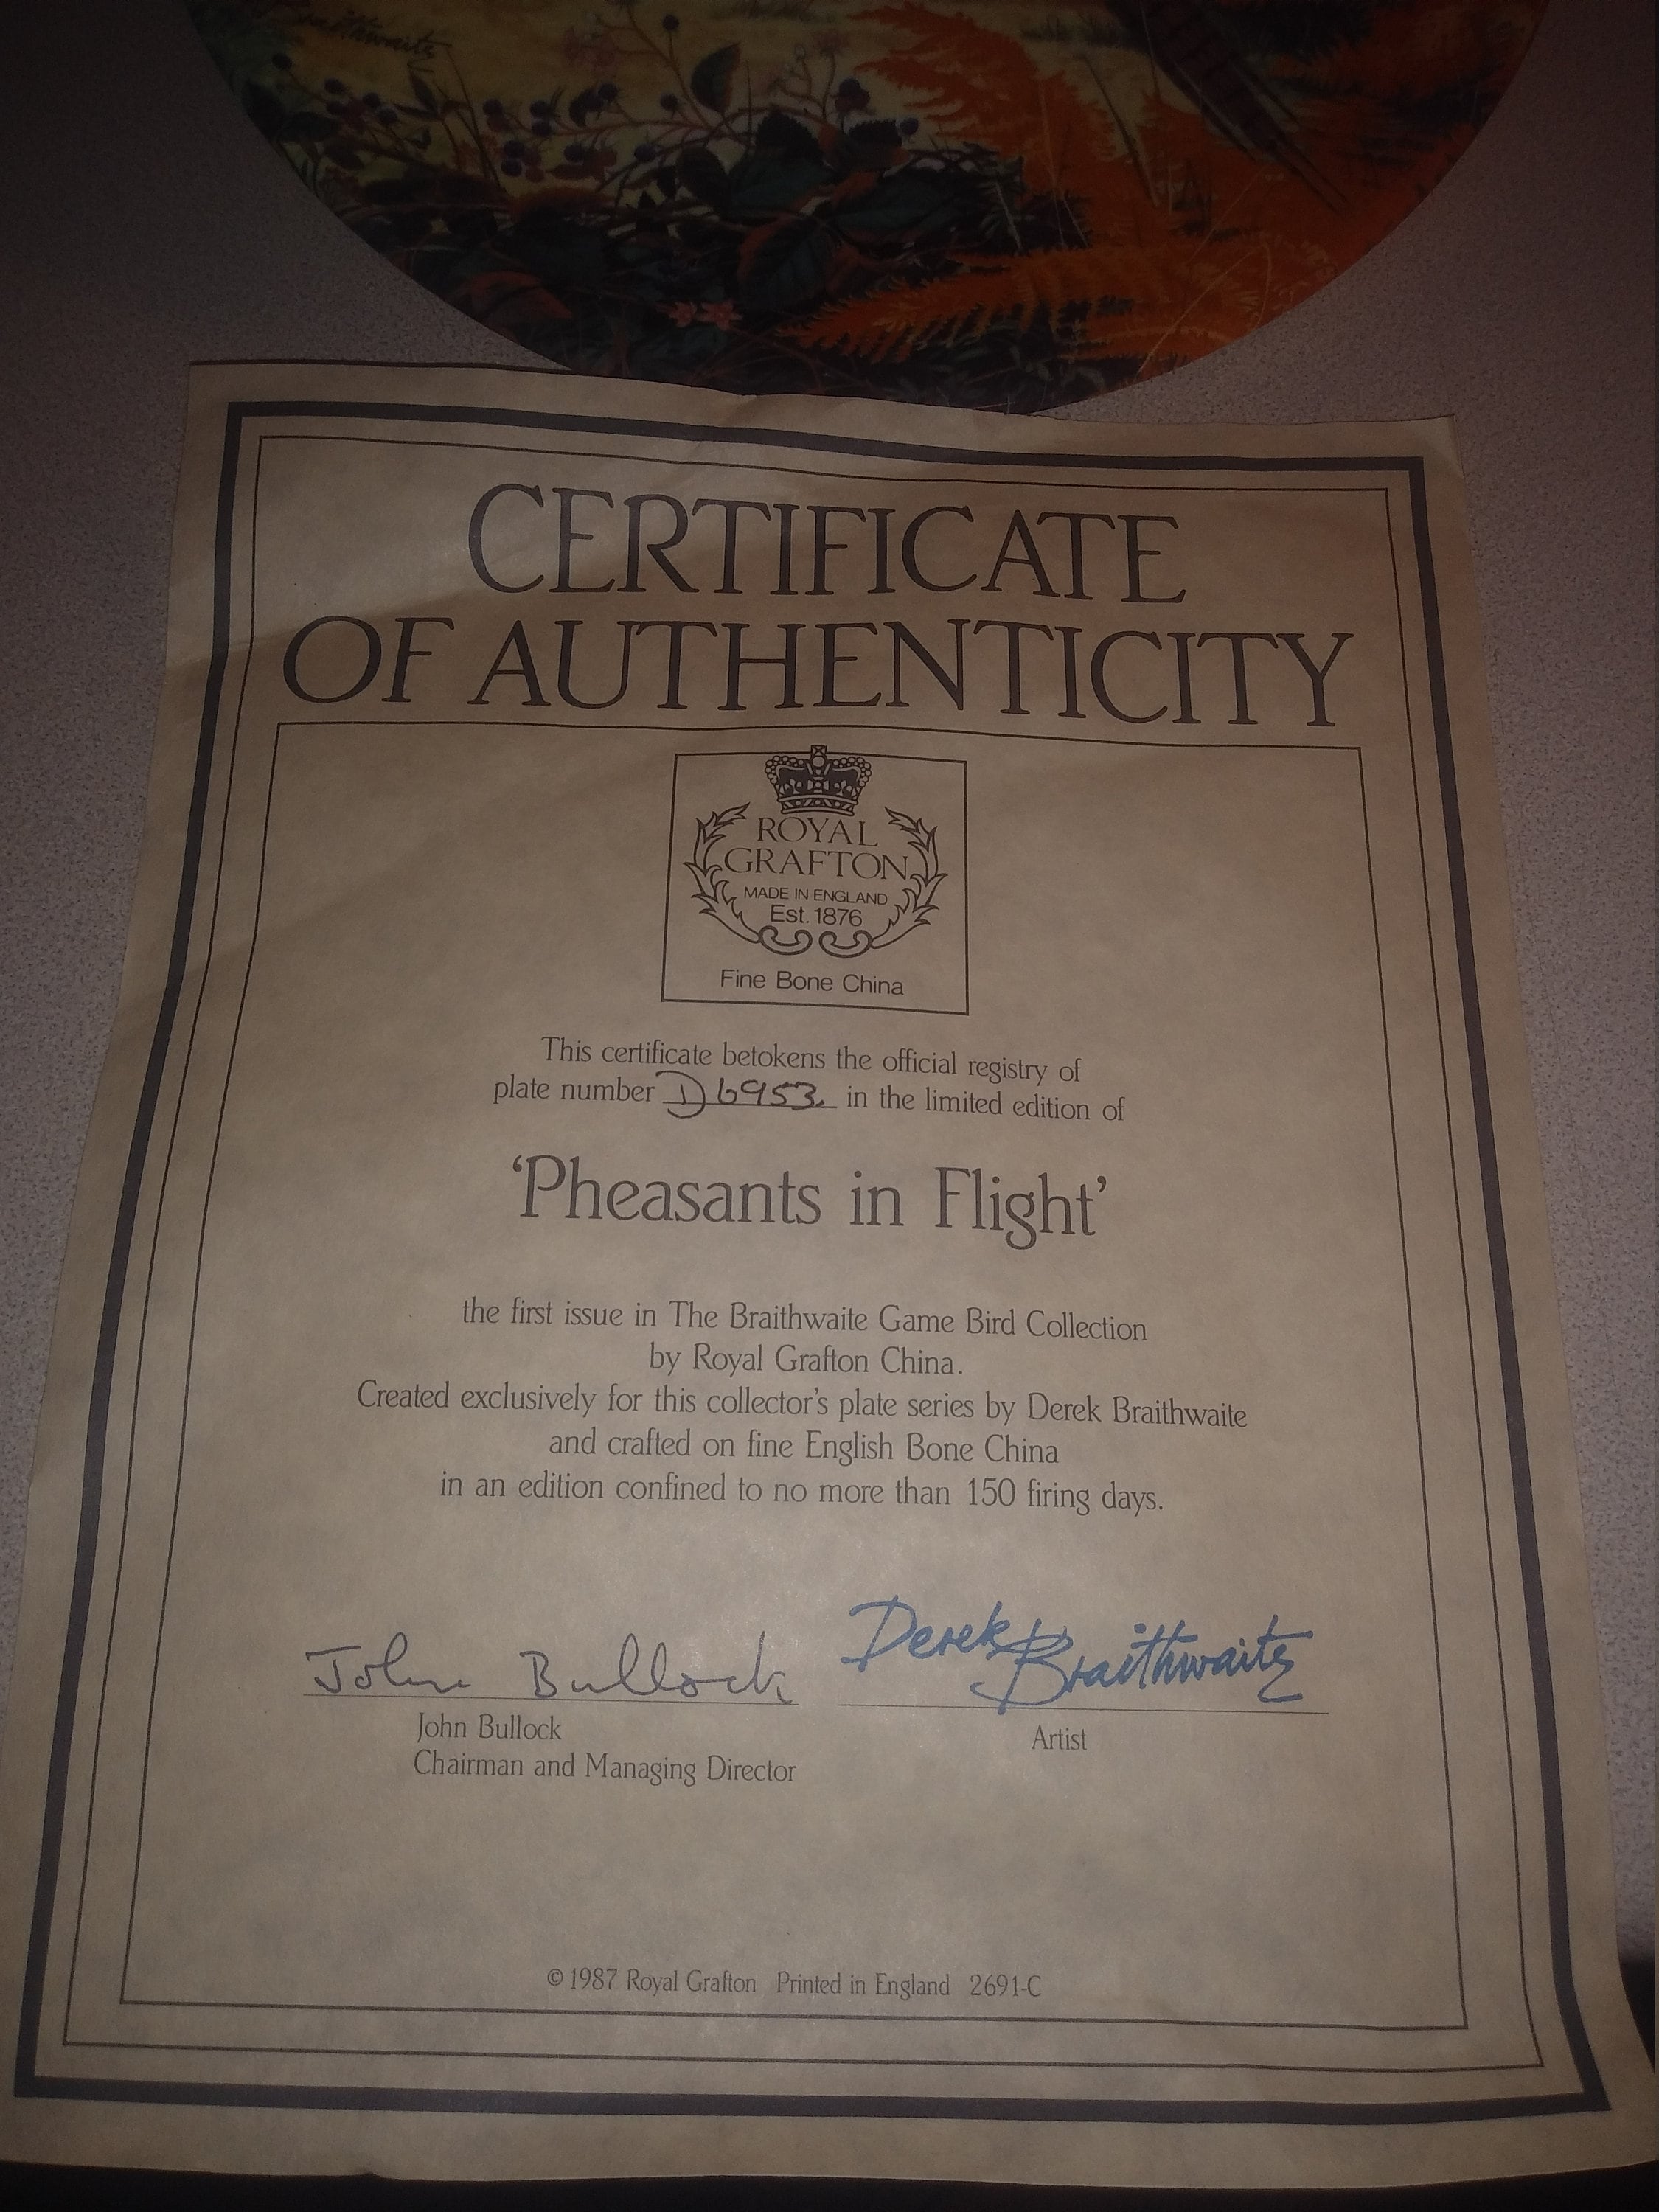 CERTIFICATE
OF AUTHENTICITY
ROYAL
GRAFTON
MADE IN ENGLAND
Est. 1876
Fine Bone China
This certificate betokens the official registry of
plate number D6953. in the limited edition of
‘Pheasants in Flight’
the first issue in The Braithwaite Game Bird Collection
by Royal Grafton China.
Created exclusively for this collector's plate series by Derek Braithwaite
and crafted on fine English Bone China
in an edition confined to no more than 150 firing days.
John Bullock
Derek Braithwaite
John Bullock
Chairman and Managing Director
Artist
© 1987 Royal Grafton Printed in England 2691-C